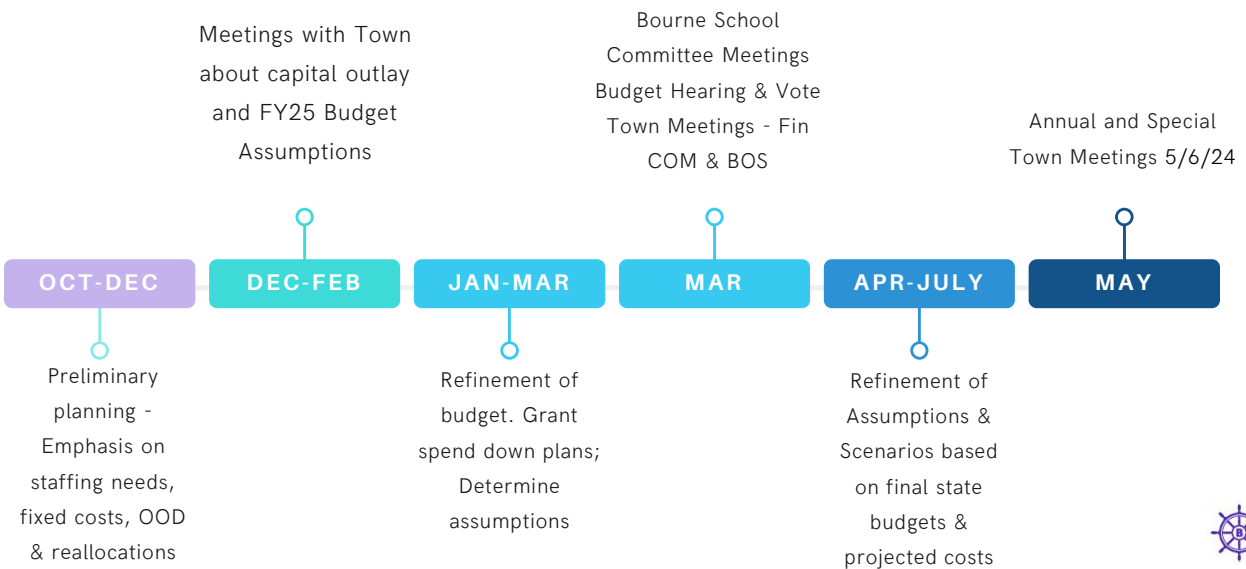 Meetings with Town
about capital outlay
and FY25 Budget
Assumptions
Bourne School
Committee Meetings
Budget Hearing & Vote
Town Meetings - Fin
COM & BOS
Annual and Special
Town Meetings 5/6/24
OCT-DEC
DEC-FEB
JAN-MAR
MAR
APR-JULY
MAY
Preliminary
planning -
Emphasis on
staffing needs,
fixed costs, OOD
& reallocations
Refinement of
budget. Grant
spend down plans;
Determine
assumptions
Refinement of
Assumptions &
Scenarios based
on final state
budgets &
projected costs
B